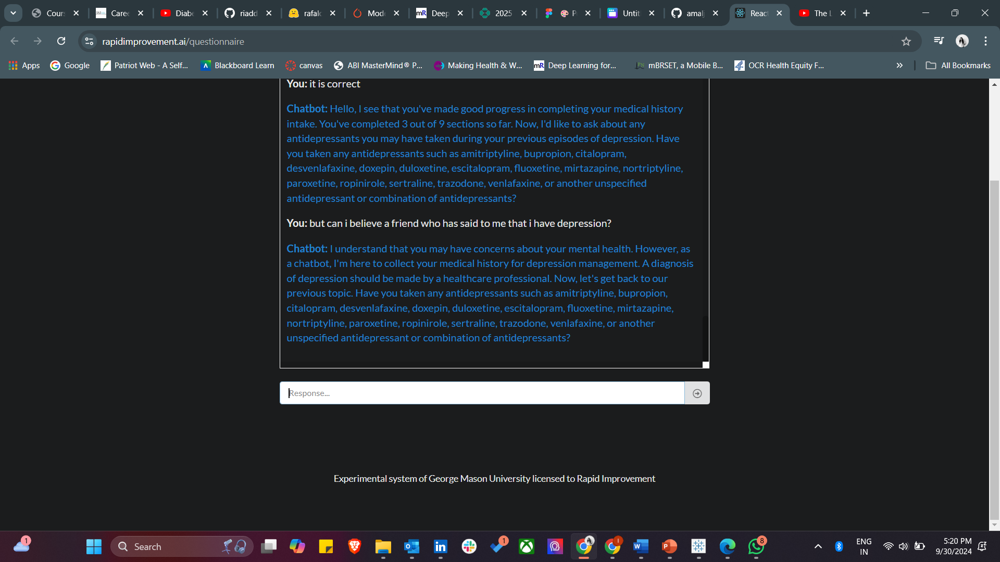 Cour
Caree
Diabe
riadd
rafalo
Mod
mR Deep
2025
P
Untit
amalj
React
The L
rapidimprovement.ai/questionnaire
Apps
Google
Patriot Web - A Self...
Blackboard Learn
canvas
ABI MasterMind® P...
Making Health & W...
mR Deep Learning for...
mBRSET, a Mobile B...
OCR Health Equity F...
All Bookmarks
You: it is correct
Chatbot: Hello, I see that you've made good progress in completing your medical history
intake. You've completed 3 out of 9 sections so far. Now, I'd like to ask about any
antidepressants you may have taken during your previous episodes of depression. Have
you taken any antidepressants such as amitriptyline, bupropion, citalopram,
desvenlafaxine, doxepin, duloxetine, escitalopram, fluoxetine, mirtazapine, nortriptyline,
paroxetine, ropinirole, sertraline, trazodone, venlafaxine, or another unspecified
antidepressant or combination of antidepressants?
You: but can i believe a friend who has said to me that i have depression?
Chatbot: I understand that you may have concerns about your mental health. However, as
a chatbot, I'm here to collect your medical history for depression management. A diagnosis
of depression should be made by a healthcare professional. Now, let's get back to our
previous topic. Have you taken any antidepressants such as amitriptyline, bupropion,
citalopram, desvenlafaxine, doxepin, duloxetine, escitalopram, fluoxetine, mirtazapine,
nortriptyline, paroxetine, ropinirole, sertraline, trazodone, venlafaxine, or another
unspecified antidepressant or combination of antidepressants?
Response...
Experimental system of George Mason University licensed to Rapid Improvement
1
Search
1
8
ENG
IN
5:20 PM
9/30/2024